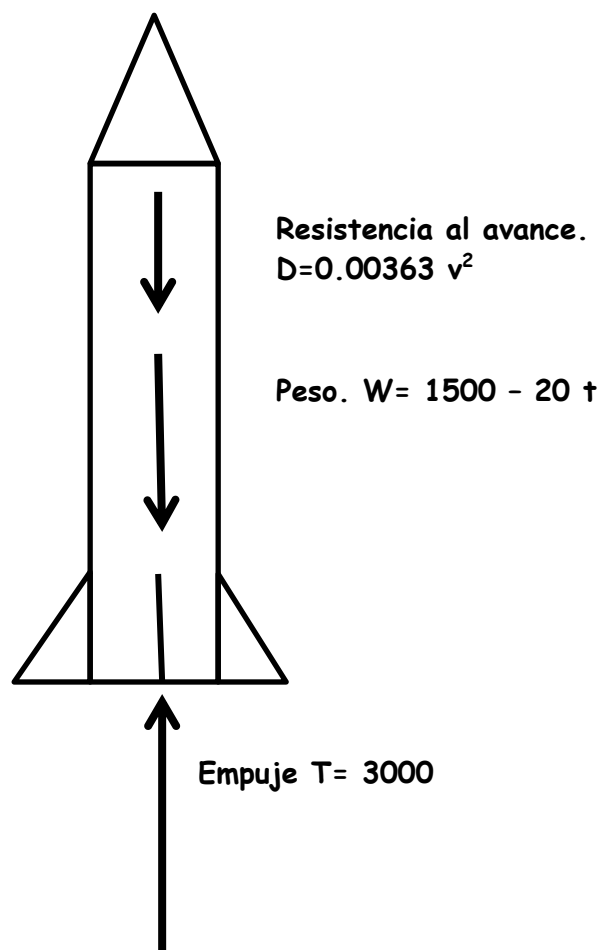 Resistencia al avance.
D=0.00363 v²
Peso. W= 1500 – 20 t
Empuje T= 3000